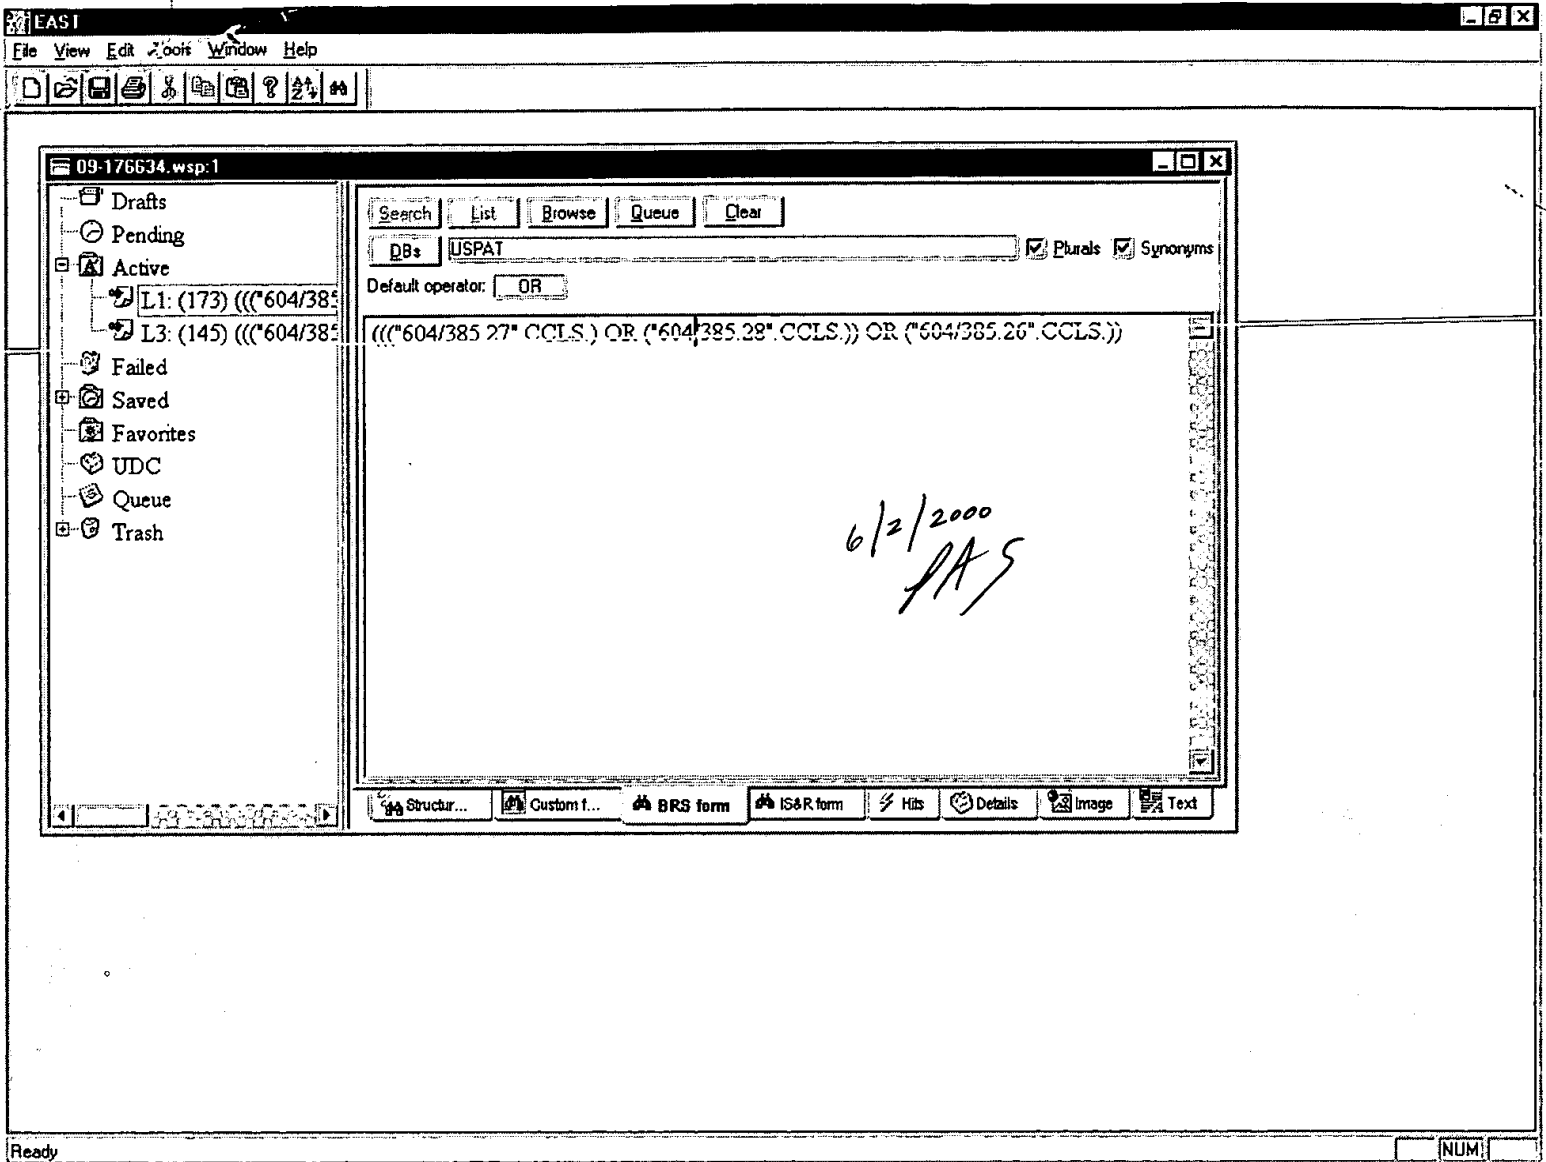 EAST
File View Edit Tools Window Help
09-176634.wsp:1
Drafts
Pending
Active
L1: (173) ((("604/385
L3: (145) ((("604/385
Failed
Saved
Favorites
UDC
Queue
Trash
Search List Browse Queue Clear
DBs USPAT Plurals Synonyms
Default operator: OR
((("604/385.27".CCLS.) OR ("604/385.28".CCLS.)) OR ("604/385.26".CCLS.))
6/2/2000
PAS
Structur... Custom f... BRS form IS&R form Hits Details Image Text
Ready NUM